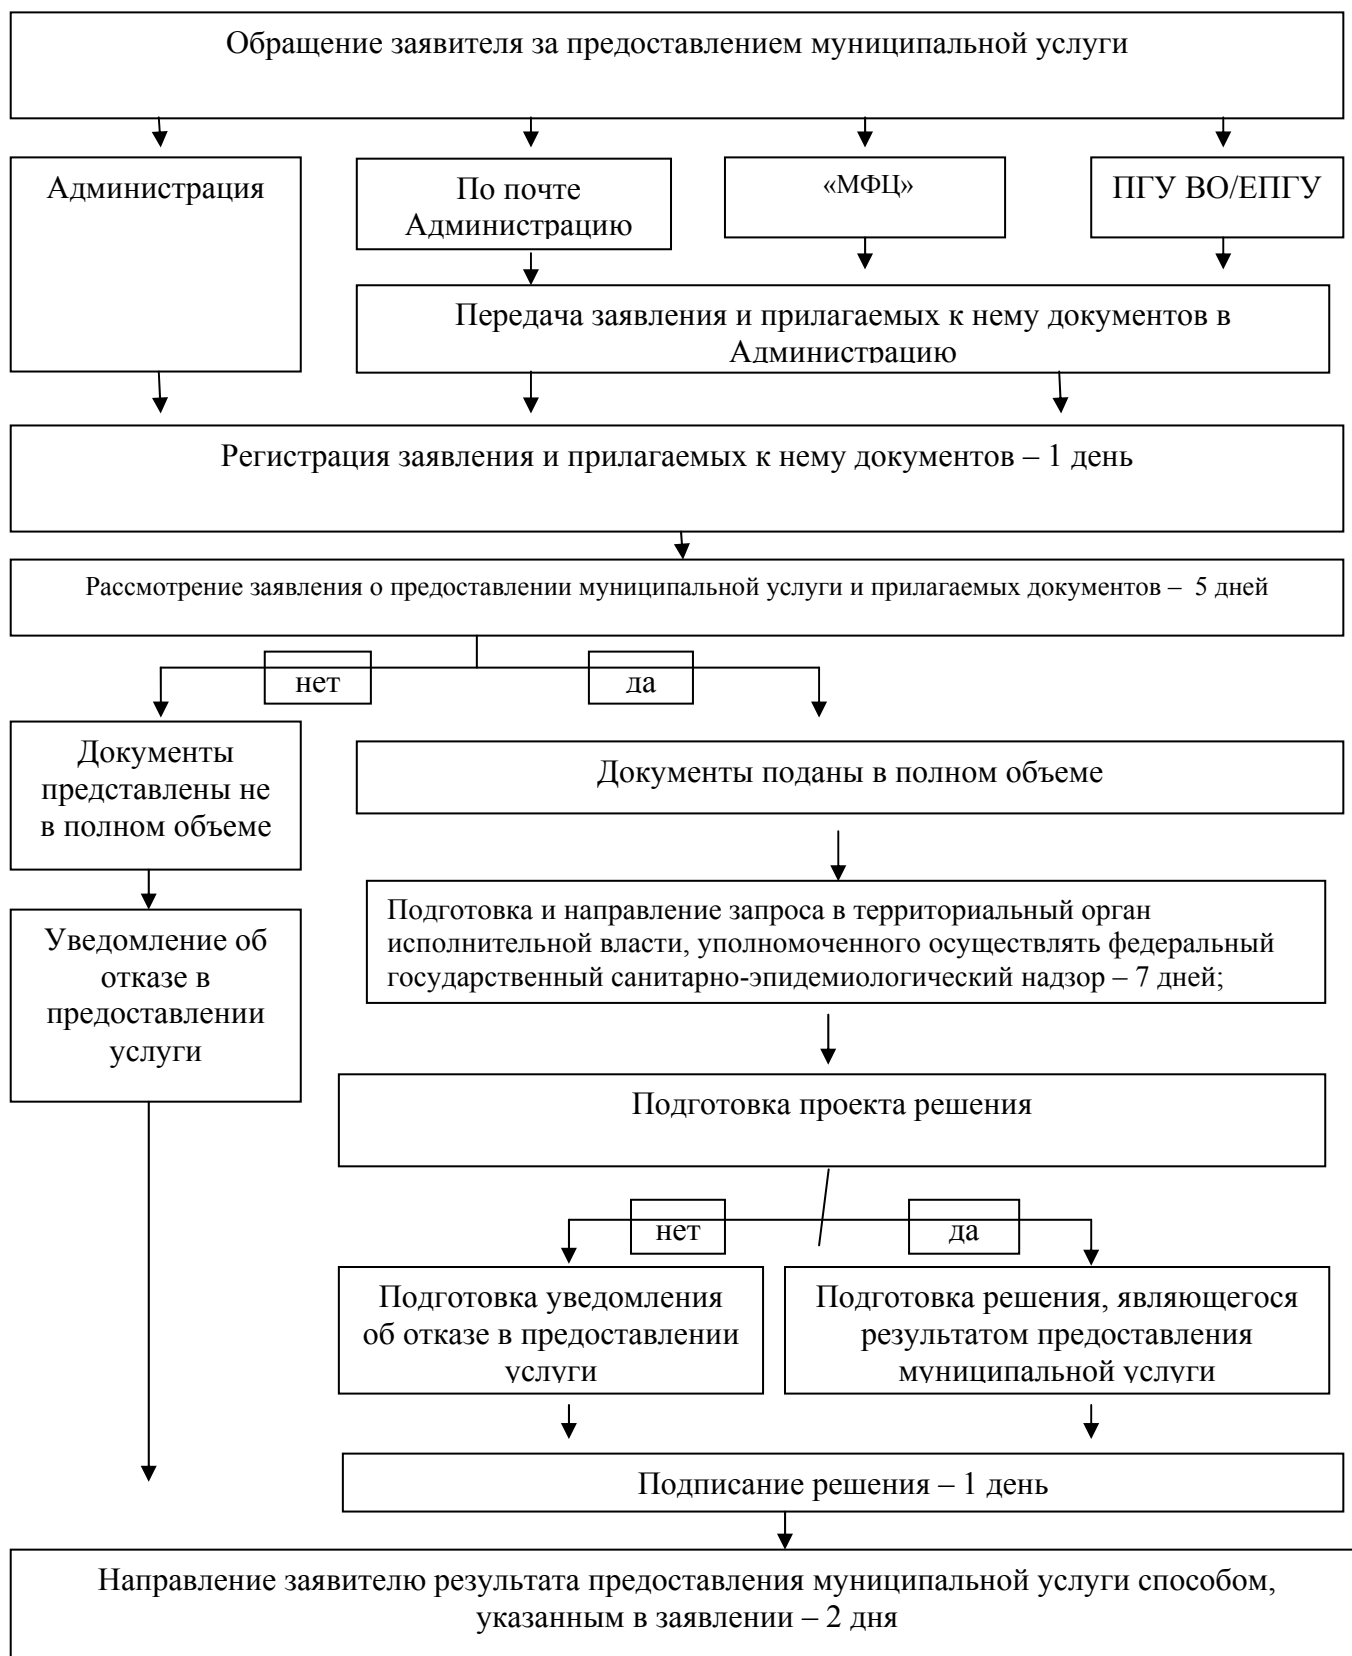 Обращение заявителя за предоставлением муниципальной услуги
Администрация
По почте
Администрацию
«МФЦ»
ПГУ ВО/ЕПГУ
Передача заявления и прилагаемых к нему документов в
Администрацию
Регистрация заявления и прилагаемых к нему документов – 1 день
Рассмотрение заявления о предоставлении муниципальной услуги и прилагаемых документов – 5 дней
нет
да
Документы
представлены не
в полном объеме
Документы поданы в полном объеме
Уведомление об
отказе в
предоставлении
услуги
Подготовка и направление запроса в территориальный орган
исполнительной власти, уполномоченного осуществлять федеральный
государственный санитарно-эпидемиологический надзор – 7 дней;
Подготовка проекта решения
нет
да
Подготовка уведомления
об отказе в предоставлении
услуги
Подготовка решения, являющегося
результатом предоставления
муниципальной услуги
Подписание решения – 1 день
Направление заявителю результата предоставления муниципальной услуги способом,
указанным в заявлении – 2 дня